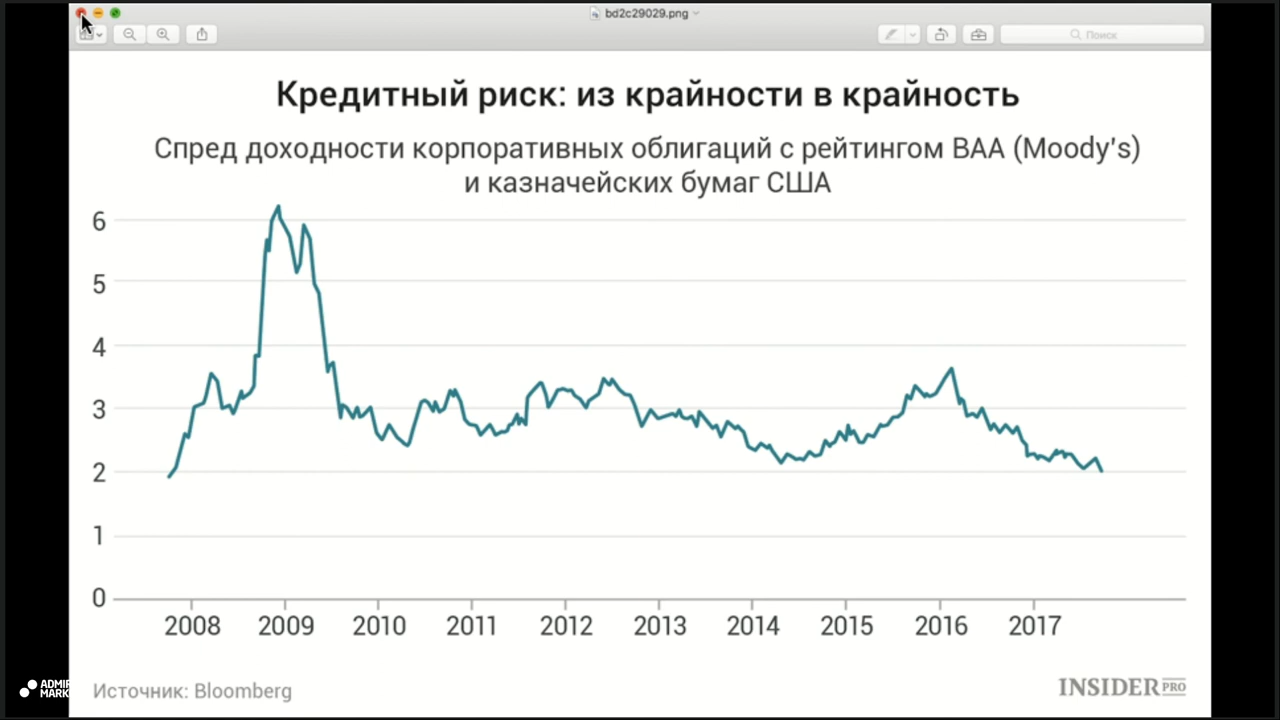 bd2c29029.png
Поиск
Кредитный риск: из крайности в крайность
Спред доходности корпоративных облигаций с рейтингом BAA (Moody's)
и казначейских бумаг США
6
5
4
3
2
1
0
2008 2009 2010 2011 2012 2013 2014 2015 2016 2017
Источник: Bloomberg
INSIDER PRO